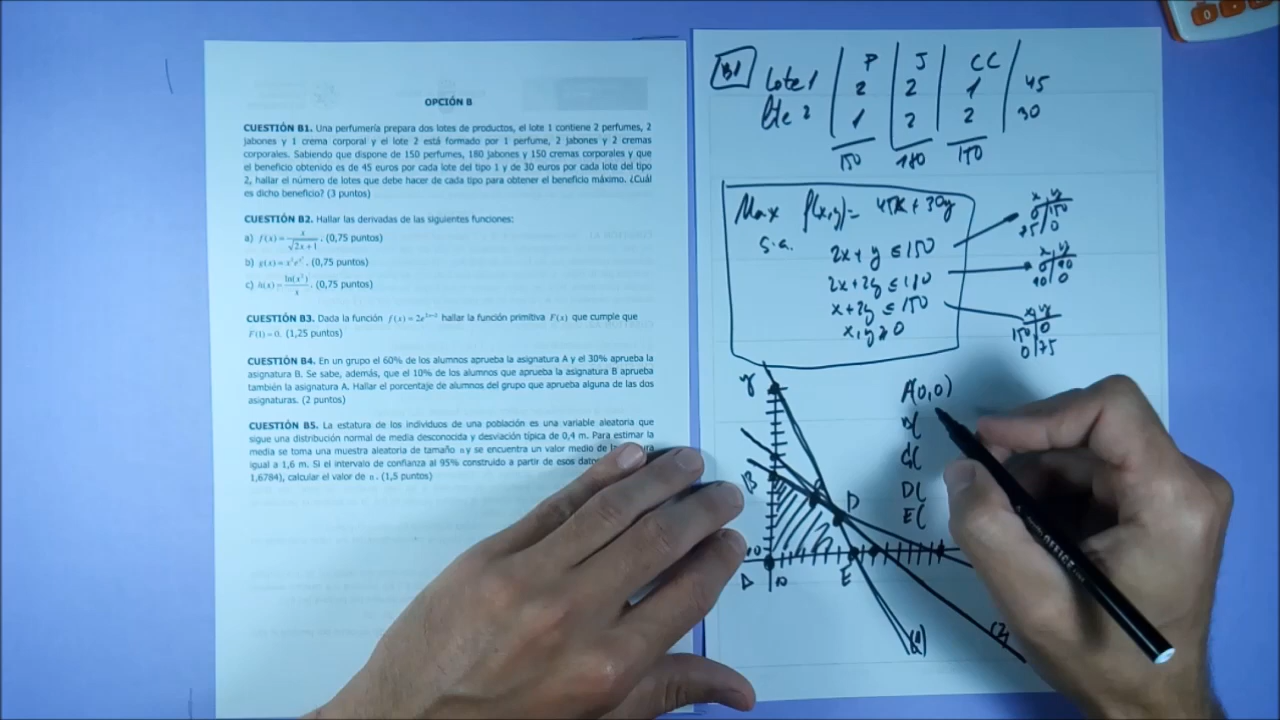 OPCIÓN B
CUESTIÓN B1. Una perfumería prepara dos lotes de productos, el lote 1 contiene 2 perfumes, 2
jabones y 1 crema corporal y el lote 2 está formado por 1 perfume, 2 jabones y 2 cremas
corporales. Sabiendo que dispone de 150 perfumes, 180 jabones y 150 cremas corporales y que
el beneficio obtenido es de 45 euros por cada lote del tipo 1 y de 30 euros por cada lote del tipo
2, hallar el número de lotes que debe hacer de cada tipo para obtener el beneficio máximo. ¿Cuál
es dicho beneficio? (3 puntos)
CUESTIÓN B2. Hallar las derivadas de las siguientes funciones:
a) f(x) = x/√2x+1. (0,75 puntos)
b) g(x) = (0,75 puntos)
c) h(x) = ln(x²)/x. (0,75 puntos)
CUESTIÓN B3. Dada la función f(x) = hallar la función primitiva F(x) que cumple que
F(1) = 0. (1,25 puntos)
CUESTIÓN B4. En un grupo el 60% de los alumnos aprueba la asignatura A y el 30% aprueba la
asignatura B. Se sabe, además, que el 10% de los alumnos que aprueba la asignatura B aprueba
también la asignatura A. Hallar el porcentaje de alumnos del grupo que aprueba alguna de las dos
asignaturas. (2 puntos)
CUESTIÓN B5. La estatura de los individuos de una población es una variable aleatoria que
sigue una distribución normal de media desconocida y desviación típica de 0,4 m. Para estimar la
media se toma una muestra aleatoria de tamaño n y se encuentra un valor medio de la
igual a 1,6 m. Si el intervalo de confianza al 95% construido a partir de esos
1,6784), calcular el valor de n. (1,5 puntos)
B1
P J CC
Lote 1 2 2 1 45
lote 2 1 2 2 30
150 180 150
Max f(x,y) = 45x + 30y
s.a.
2x + y ≤ 150
2x + 2y ≤ 180
x + 2y ≤ 150
x, y ≥ 0
x y
0 150
75 0
x y
0 90
90 0
x y
150 0
0 75
y
A(0,0)
C(
D(
E(
B
C
D
A
10
10
E
(1)
(2)